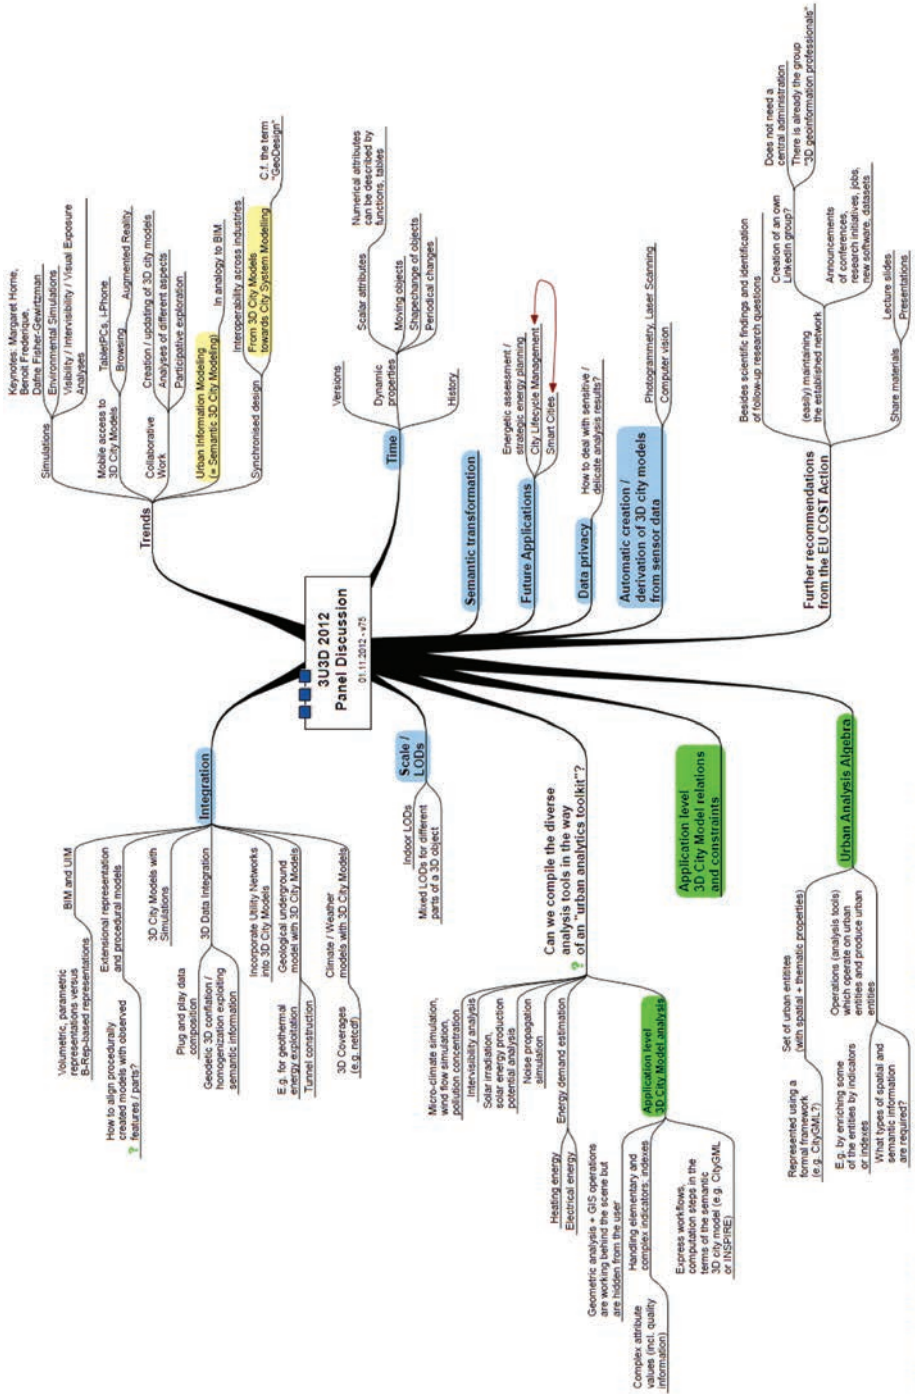 3U3D 2012
Panel Discussion
01.11.2012 - v75
Trends
Simulations
Keynotes: Margaret Horne,
Benoit Frederique,
Dafne Fisher-Gewirtzman
Environmental Simulations
Visibility / Intervisibility / Visual Exposure
Analyses
Mobile access to
3D City Models
TabletPCs, i-Phone
Browsing
Augmented Reality
Collaborative
Work
Creation / updating of 3D city models
Analyses of different aspects
Participative exploration
Urban Information Modeling
(= Semantic 3D City Modeling)
In analogy to BIM
Synchronised design
Interoperability across industries
From 3D City Models
towards City System Modelling
C.f. the term
"GeoDesign"
Time
Versions
Dynamic
properties
Scalar attributes
Numerical attributes
can be described by
functions, tables
Moving objects
Shapechange of objects
Periodical changes
History
Semantic transformation
Future Applications
Energetic assessment /
strategic energy planning
City Lifecycle Management
Smart Cities
Data privacy
How to deal with sensitive /
delicate analysis results?
Automatic creation /
derivation of 3D city models
from sensor data
Photogrammetry, Laser Scanning
Computer vision
Further recommendations
from the EU COST Action
Besides scientific findings and identification
of follow-up research questions
(easily) maintaining
the established network
Creation of an own
LinkedIn group?
Does not need a
central administration
There is already the group
"3D geoinformation professionals"
Announcements
of conferences,
research initiatives, jobs,
new software, datasets
Share materials
Lecture slides
Presentations
Integration
BIM and UIM
Volumetric, parametric
representations versus
B-Rep-based representations
Extensional representation
and procedural models
How to align procedurally
created models with observed
? features / parts?
3D City Models with
Simulations
3D Data Integration
Plug and play data
composition
Geodetic 3D conflation /
homogenization exploiting
semantic information
Incorporate Utility Networks
into 3D City Models
Geological underground
model with 3D City Models
E.g. for geothermal
energy exploitation
Tunnel construction
Climate / Weather
models with 3D City Models
3D Coverages
(e.g. netcdf)
Scale /
LODs
Indoor LODs
Mixed LODs for different
parts of a 3D object
Can we compile the diverse
analysis tools in the way
? of an "urban analytics toolkit"?
Micro-climate simulation,
wind flow simulation,
pollution concentration
Intervisibility analysis
Solar irradiation,
solar energy production
potential analysis
Noise propagation
simulation
Energy demand estimation
Heating energy
Electrical energy
Application level
3D City Model analysis
Geometric analysis + GIS operations
are working behind the scene but
are hidden from the user
Handling elementary and
complex indicators; indexes
Complex attribute
values (incl. quality
information)
Express workflows,
computation steps in the
terms of the semantic
3D city model (e.g. CityGML
or INSPIRE)
Application level
3D City Model relations
and constraints
Urban Analysis Algebra
Set of urban entitites
(with spatial + thematic properties)
Represented using a
formal framework
(e.g. CityGML?)
Operations (analysis tools)
which operate on urban
entities and produce urban
entities
E.g. by enriching some
of the entities by indicators
or indexes
What types of spatial and
semantic information
are required?